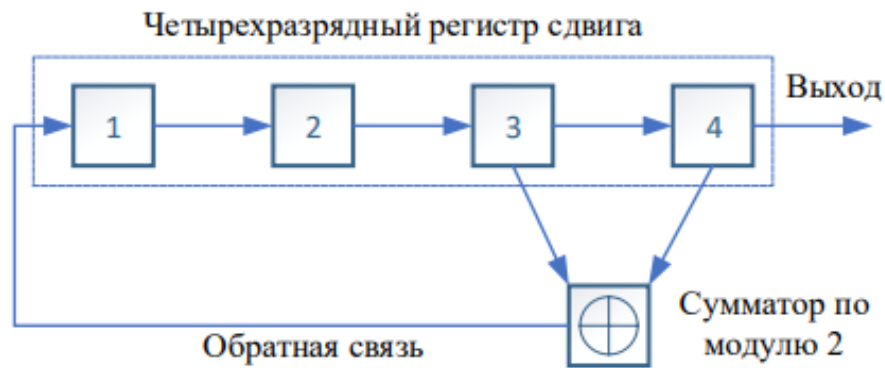 Четырехразрядный регистр сдвига
Выход
1 2 3 4
Сумматор по
модулю 2
Обратная связь